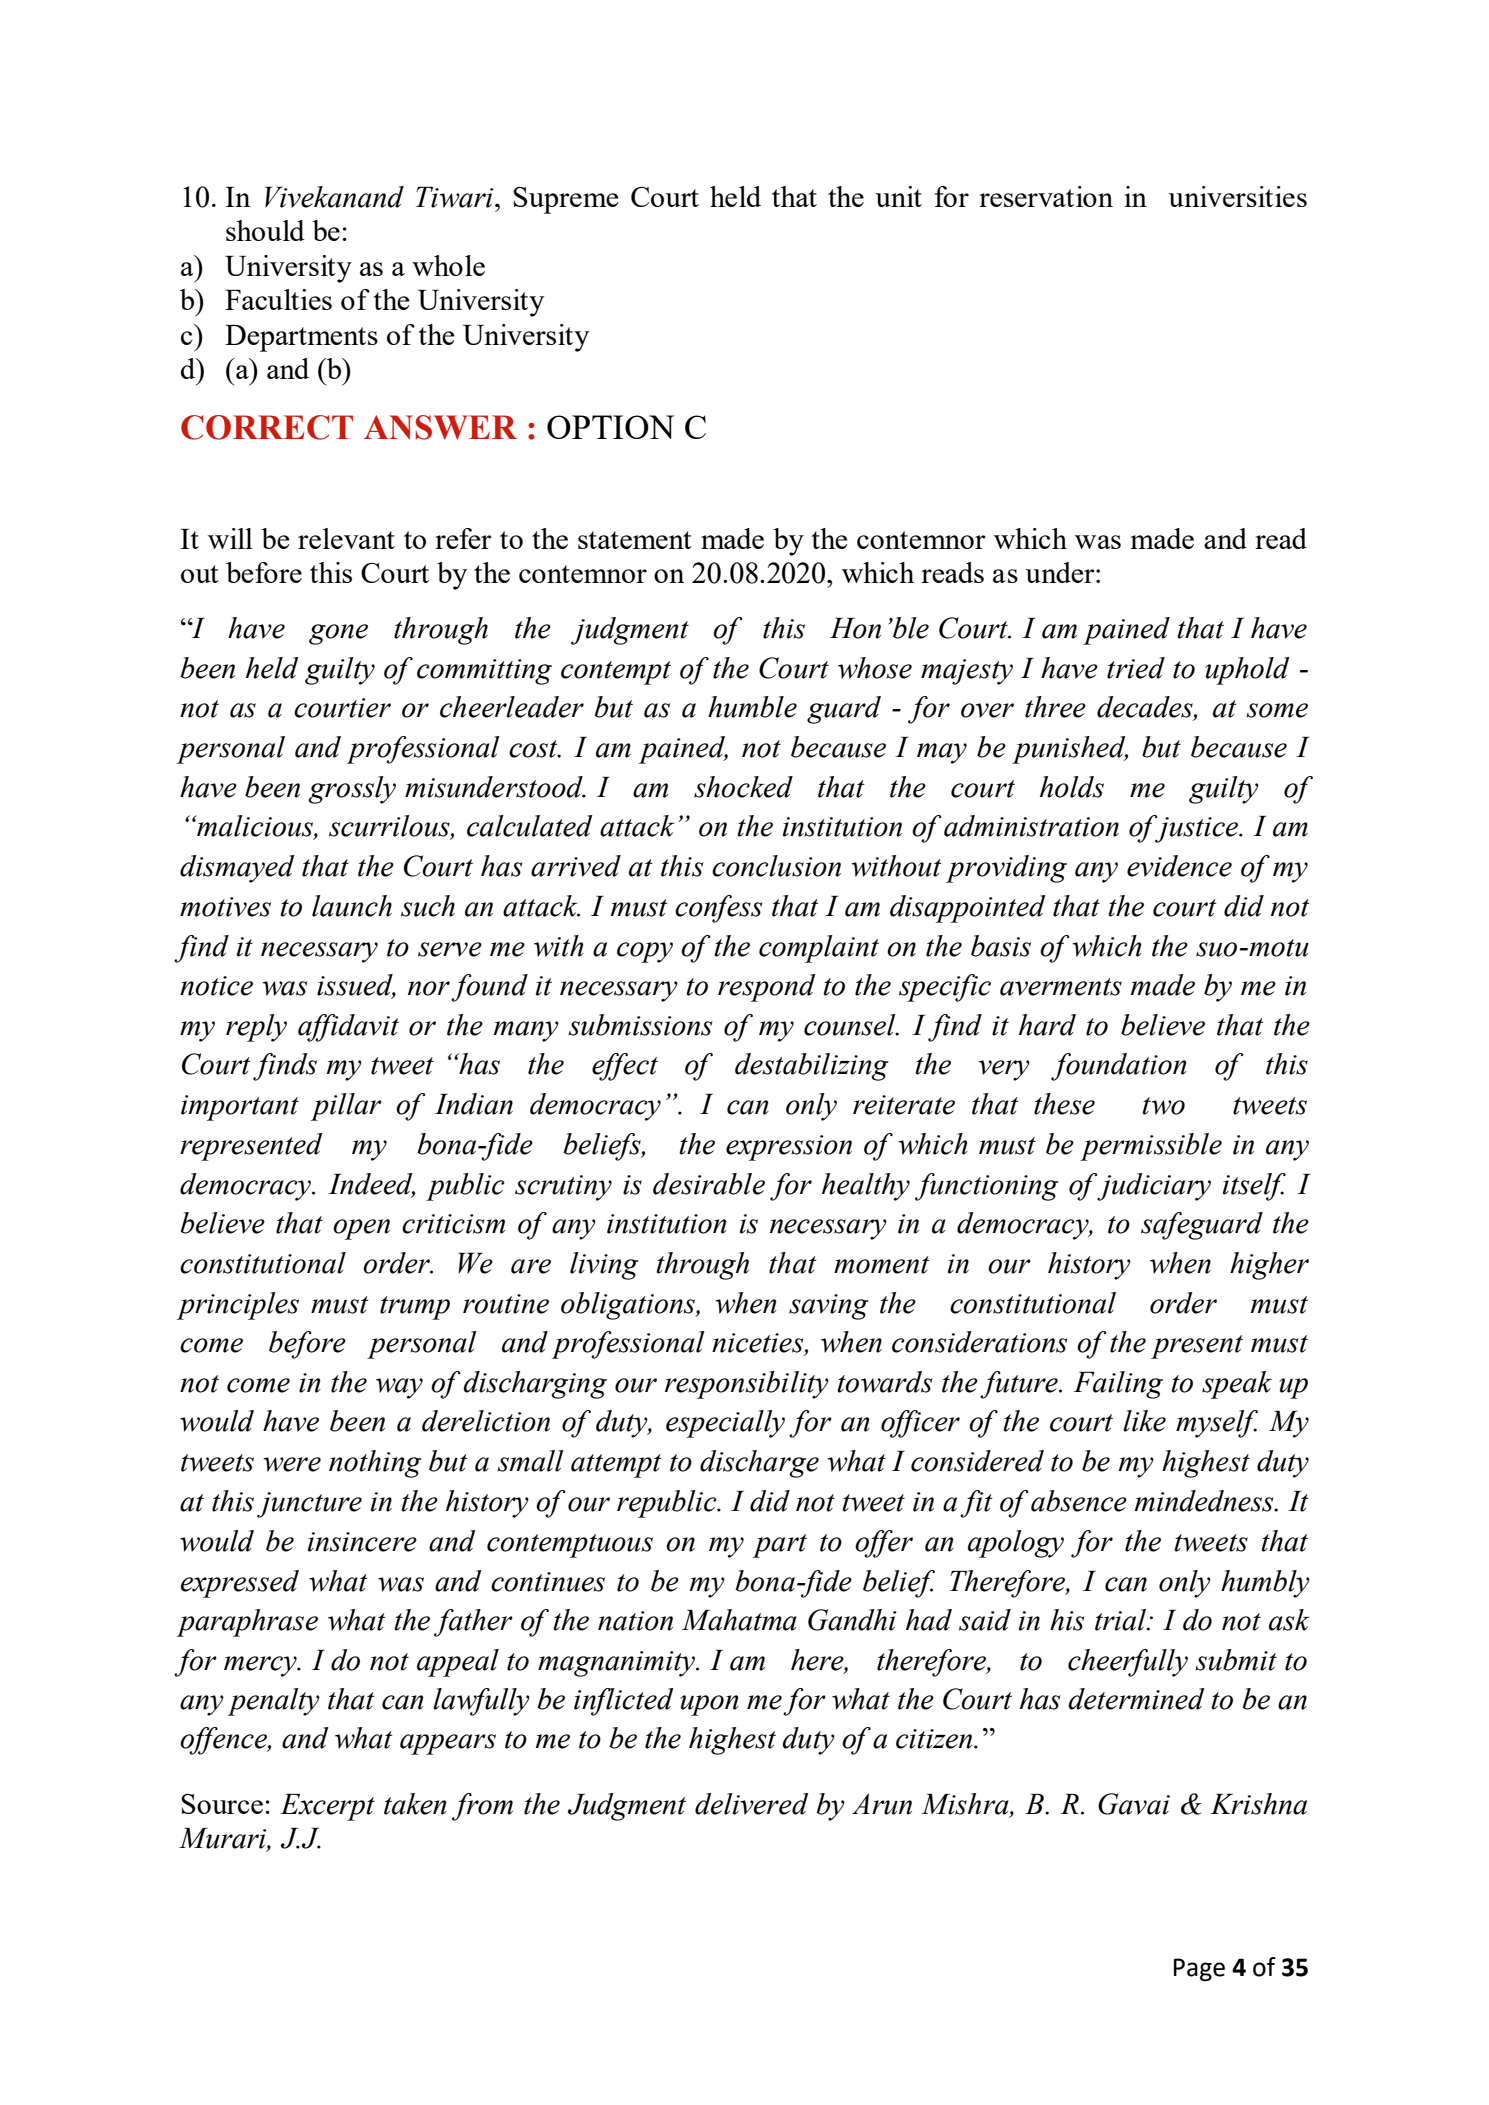 10. In Vivekanand Tiwari, Supreme Court held that the unit for reservation in universities
should be:
a) University as a whole
b) Faculties of the University
c) Departments of the University
d) (a) and (b)
CORRECT ANSWER : OPTION C
It will be relevant to refer to the statement made by the contemnor which was made and read
out before this Court by the contemnor on 20.08.2020, which reads as under:
“I have gone through the judgment of this Hon’ble Court. I am pained that I have
been held guilty of committing contempt of the Court whose majesty I have tried to uphold -
not as a courtier or cheerleader but as a humble guard - for over three decades, at some
personal and professional cost. I am pained, not because I may be punished, but because I
have been grossly misunderstood. I am shocked that the court holds me guilty of
“malicious, scurrilous, calculated attack” on the institution of administration of justice. I am
dismayed that the Court has arrived at this conclusion without providing any evidence of my
motives to launch such an attack. I must confess that I am disappointed that the court did not
find it necessary to serve me with a copy of the complaint on the basis of which the suo-motu
notice was issued, nor found it necessary to respond to the specific averments made by me in
my reply affidavit or the many submissions of my counsel. I find it hard to believe that the
Court finds my tweet “has the effect of destabilizing the very foundation of this
important pillar of Indian democracy”. I can only reiterate that these two tweets
represented my bona-fide beliefs, the expression of which must be permissible in any
democracy. Indeed, public scrutiny is desirable for healthy functioning of judiciary itself. I
believe that open criticism of any institution is necessary in a democracy, to safeguard the
constitutional order. We are living through that moment in our history when higher
principles must trump routine obligations, when saving the constitutional order must
come before personal and professional niceties, when considerations of the present must
not come in the way of discharging our responsibility towards the future. Failing to speak up
would have been a dereliction of duty, especially for an officer of the court like myself. My
tweets were nothing but a small attempt to discharge what I considered to be my highest duty
at this juncture in the history of our republic. I did not tweet in a fit of absence mindedness. It
would be insincere and contemptuous on my part to offer an apology for the tweets that
expressed what was and continues to be my bona-fide belief. Therefore, I can only humbly
paraphrase what the father of the nation Mahatma Gandhi had said in his trial: I do not ask
for mercy. I do not appeal to magnanimity. I am here, therefore, to cheerfully submit to
any penalty that can lawfully be inflicted upon me for what the Court has determined to be an
offence, and what appears to me to be the highest duty of a citizen.”
Source: Excerpt taken from the Judgment delivered by Arun Mishra, B. R. Gavai & Krishna
Murari, J.J.
Page 4 of 35